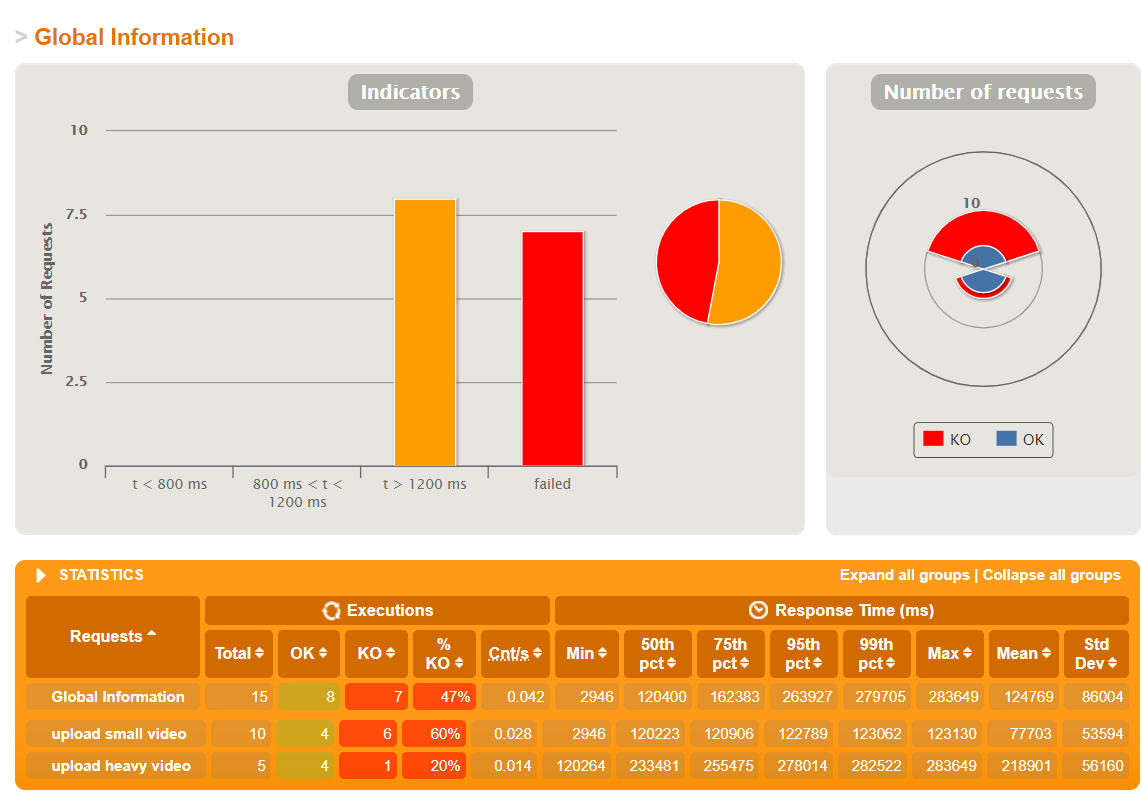 > Global Information
Indicators
Number of requests
10
7.5
5
2.5
0
Number of Requests
t < 800 ms
800 ms < t <
1200 ms
t > 1200 ms
failed
10
0
KO OK
STATISTICS Expand all groups | Collapse all groups
Requests Executions Response Time (ms)
Total OK KO % KO Cnt/s Min 50th pct 75th pct 95th pct 99th pct Max Mean Std Dev
Global Information 15 8 7 47% 0.042 2946 120400 162383 263927 279705 283649 124769 86004
upload small video 10 4 6 60% 0.028 2946 120223 120906 122789 123062 123130 77703 53594
upload heavy video 5 4 1 20% 0.014 120264 233481 255475 278014 282522 283649 218901 56160